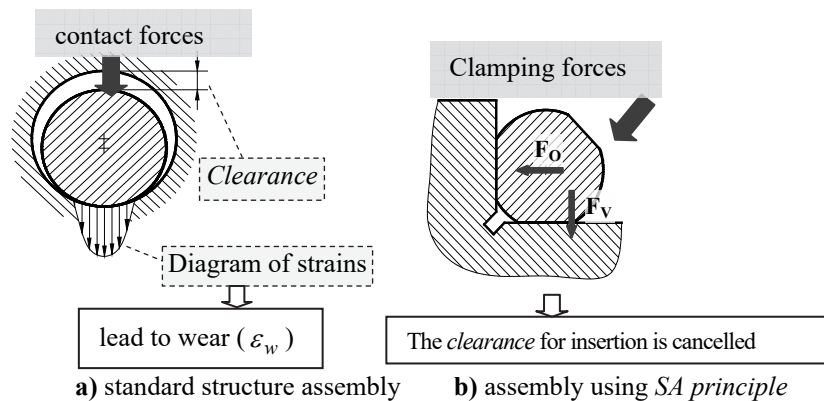 contact forces
Clearance
Diagram of strains
lead to wear ( ε_w )
a) standard structure assembly
Clamping forces
F_O
F_V
The clearance for insertion is cancelled
b) assembly using SA principle